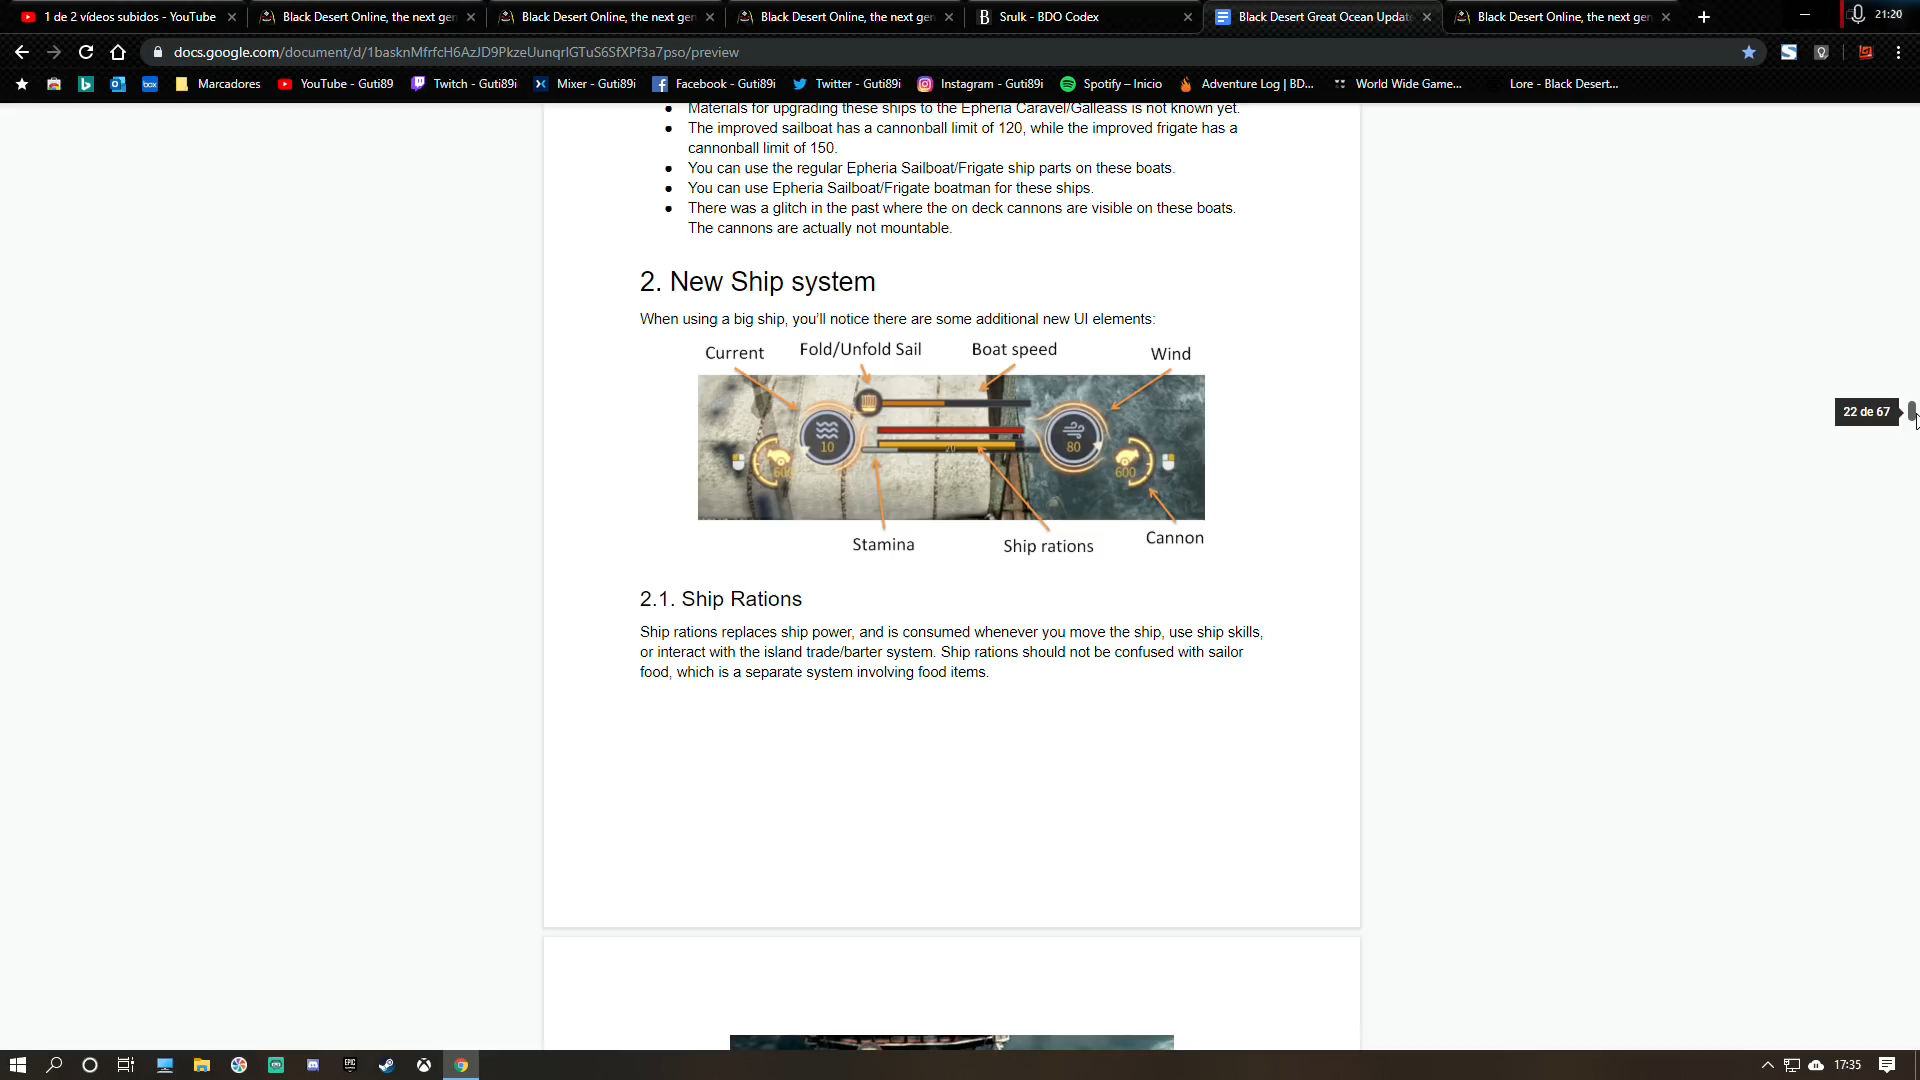 1 de 2 vídeos subidos - YouTube
Black Desert Online, the next gen
Black Desert Online, the next gen
Black Desert Online, the next gen
B Srulk - BDO Codex
Black Desert Great Ocean Update
Black Desert Online, the next gen
21:20
docs.google.com/document/d/1basknMfrfcH6AzJD9PkzeUunqrlGTuS6SfXPf3a7pso/preview
Marcadores
YouTube - Guti89
Twitch - Guti89i
Mixer - Guti89i
Facebook - Guti89i
Twitter - Guti89i
Instagram - Guti89i
Spotify – Inicio
Adventure Log | BD...
World Wide Game...
Lore - Black Desert...
Materials for upgrading these ships to the Epheria Caravel/Galleass is not known yet.
The improved sailboat has a cannonball limit of 120, while the improved frigate has a
cannonball limit of 150.
You can use the regular Epheria Sailboat/Frigate ship parts on these boats.
You can use Epheria Sailboat/Frigate boatman for these ships.
There was a glitch in the past where the on deck cannons are visible on these boats.
The cannons are actually not mountable.
2. New Ship system
When using a big ship, you'll notice there are some additional new UI elements:
Current
Fold/Unfold Sail
Boat speed
Wind
10
20
80
600
600
Stamina
Ship rations
Cannon
22 de 67
2.1. Ship Rations
Ship rations replaces ship power, and is consumed whenever you move the ship, use ship skills,
or interact with the island trade/barter system. Ship rations should not be confused with sailor
food, which is a separate system involving food items.
box
EPIC
17:35